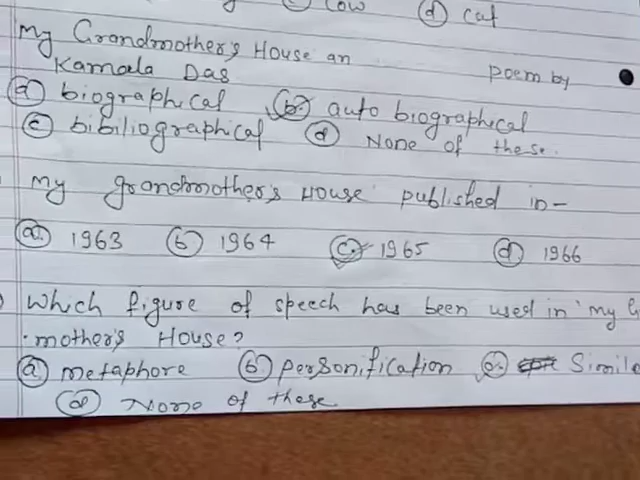 c low d cat
My Grandmother's House an
Kamala Das poem by
a biographical b. auto biographical
c bibiliographical d None of these.
My grandmother's House published in-
a. 1963 b 1964 c. 1965 d 1966
Which figure of speech has been used in 'my G
mother's House?
a metaphore b personification c. Simile
d None of these